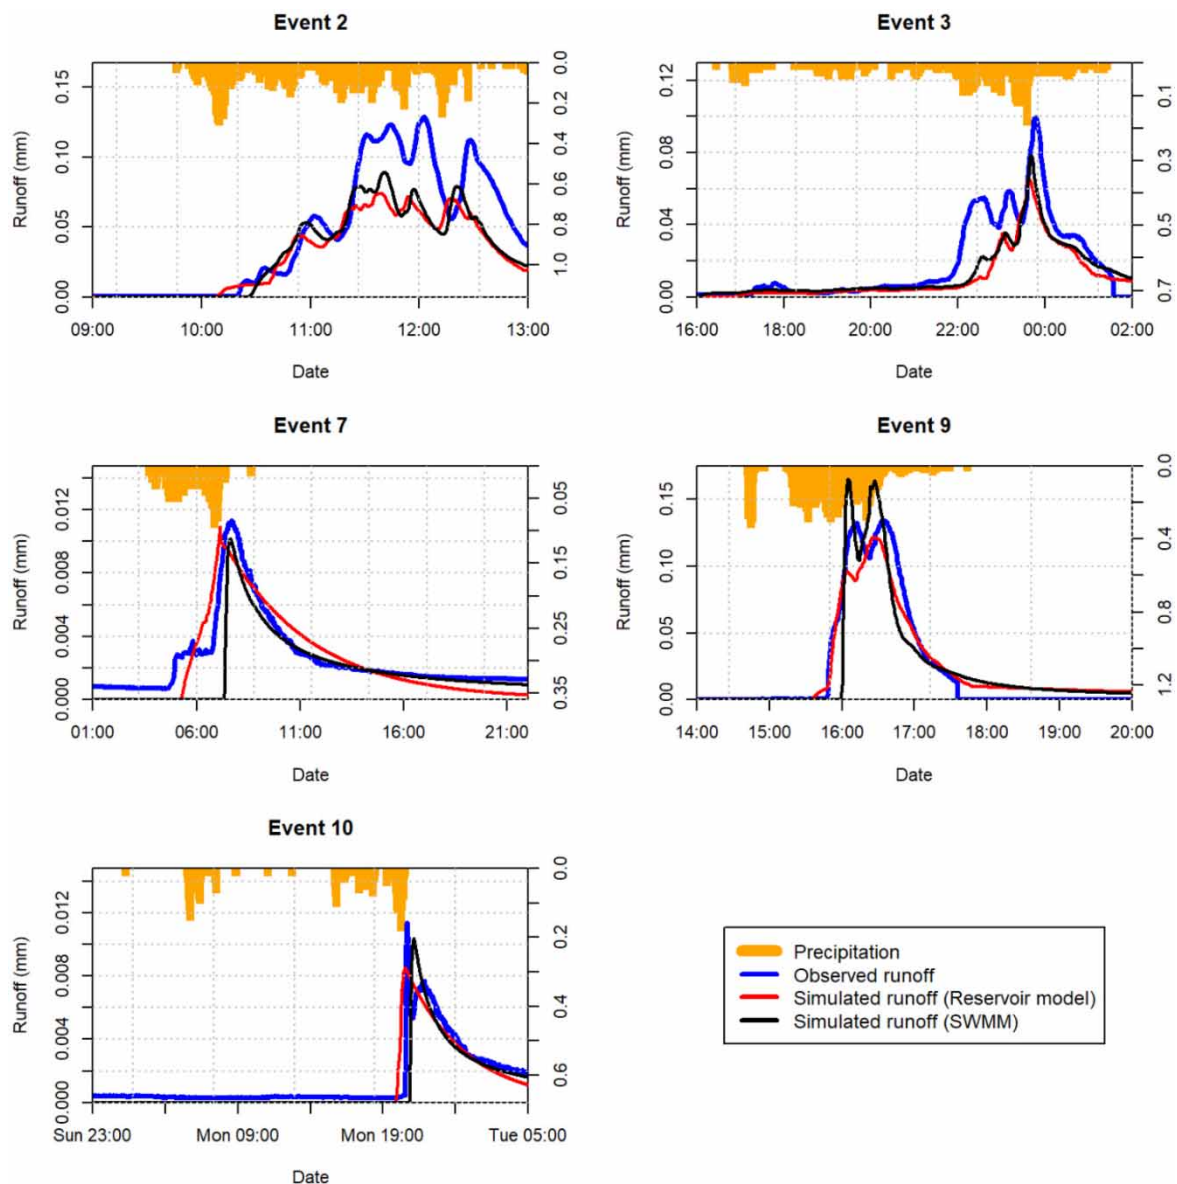 Event 2
Runoff (mm)
0.00 0.05 0.10 0.15
0.0 0.2 0.4 0.6 0.8 1.0
09:00 10:00 11:00 12:00 13:00
Date
Event 3
Runoff (mm)
0.00 0.04 0.08 0.12
0.1 0.3 0.5 0.7
16:00 18:00 20:00 22:00 00:00 02:00
Date
Event 7
Runoff (mm)
0.000 0.004 0.008 0.012
0.05 0.15 0.25 0.35
01:00 06:00 11:00 16:00 21:00
Date
Event 9
Runoff (mm)
0.00 0.05 0.10 0.15
0.0 0.4 0.8 1.2
14:00 15:00 16:00 17:00 18:00 19:00 20:00
Date
Event 10
Runoff (mm)
0.000 0.004 0.008 0.012
0.0 0.2 0.4 0.6
Sun 23:00 Mon 09:00 Mon 19:00 Tue 05:00
Date
Precipitation
Observed runoff
Simulated runoff (Reservoir model)
Simulated runoff (SWMM)